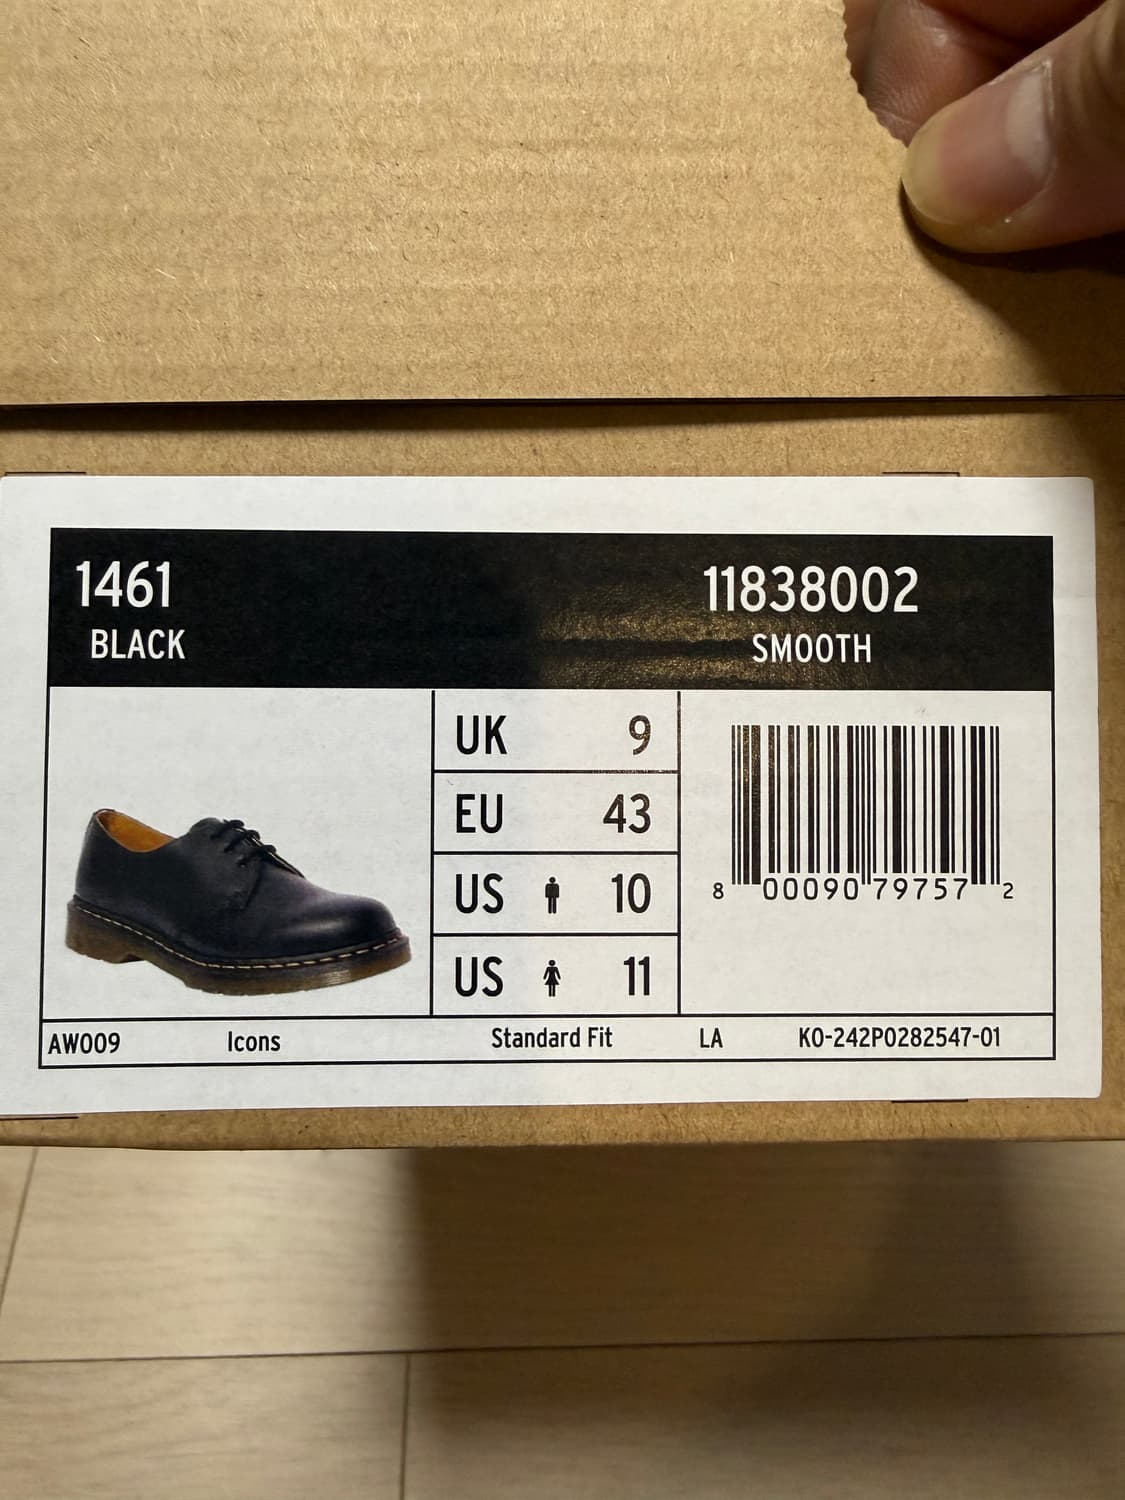 1461
BLACK
11838002
SMOOTH
UK 9
EU 43
US 10
US 11
8 00090 79757 2
AW009 Icons Standard Fit LA KO-242P0282547-01